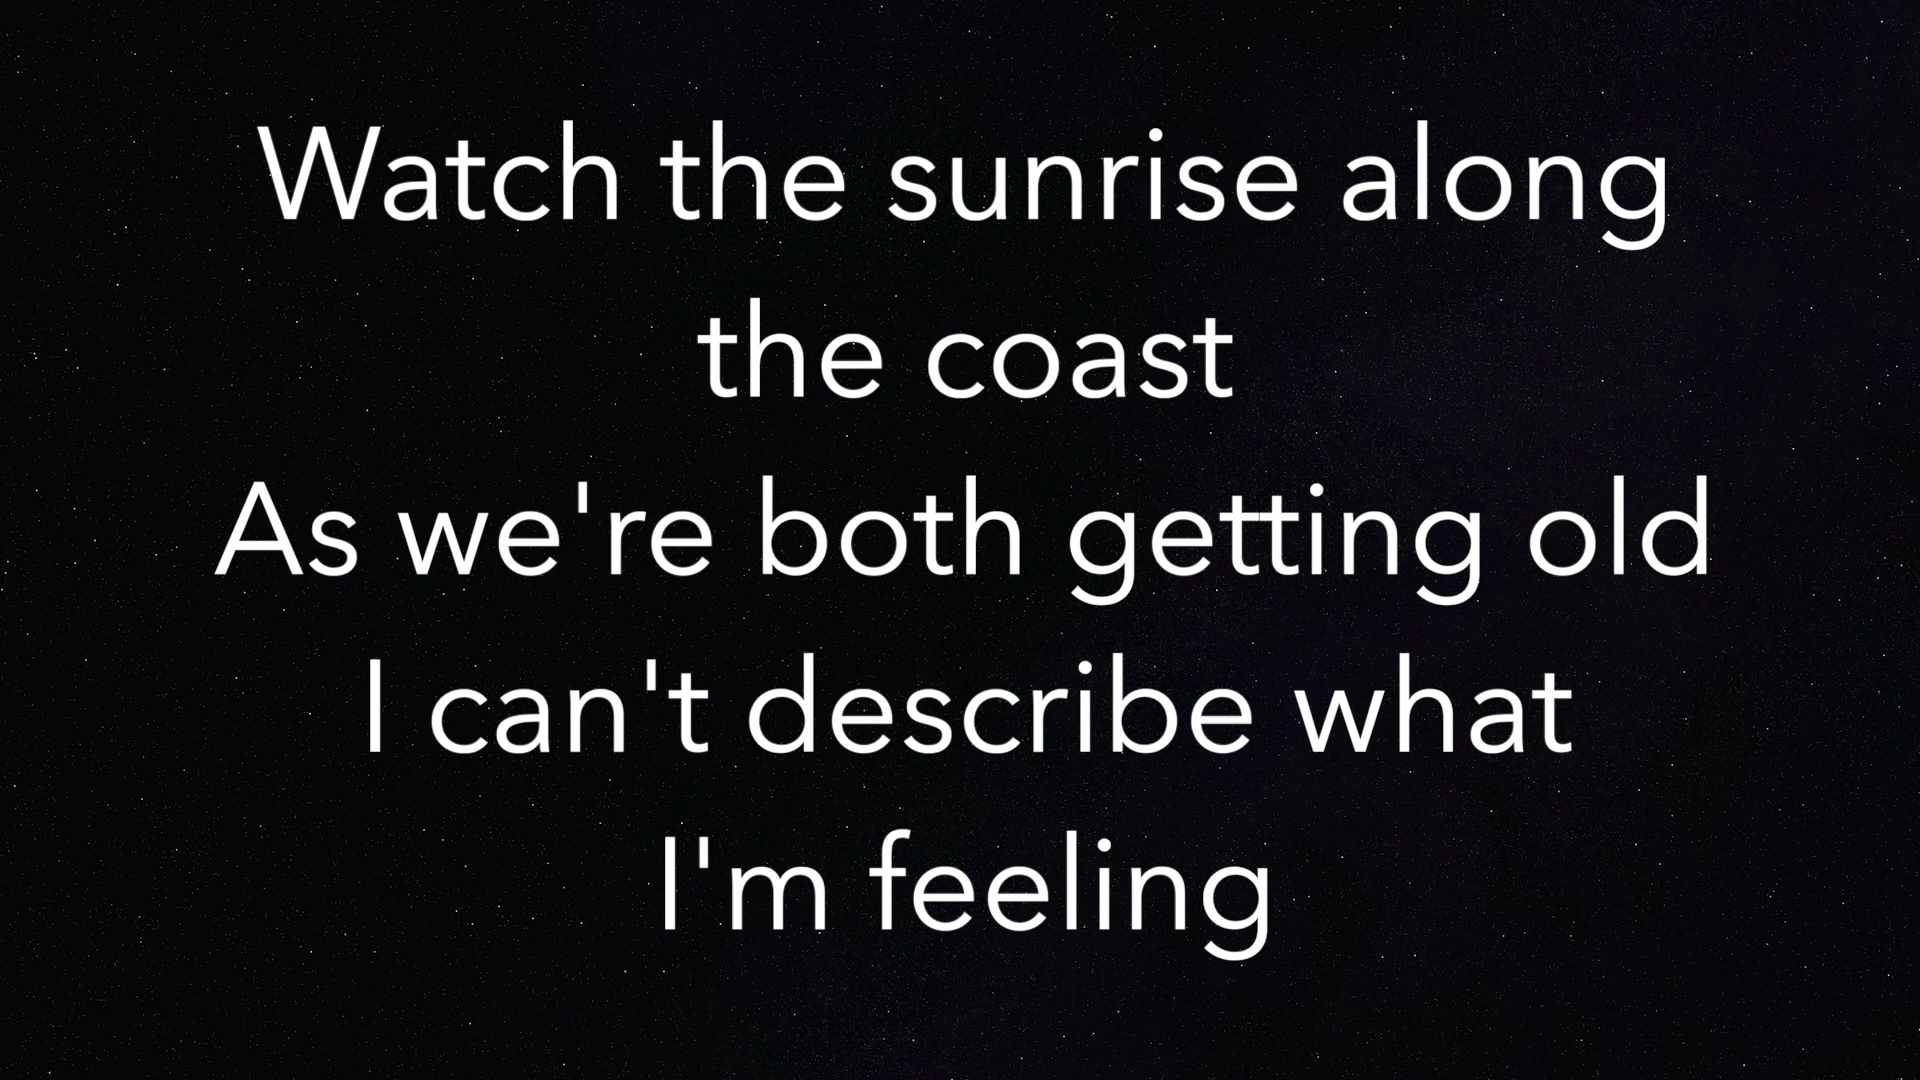 Watch the sunrise along
the coast
As we're both getting old
I can't describe what
I'm feeling